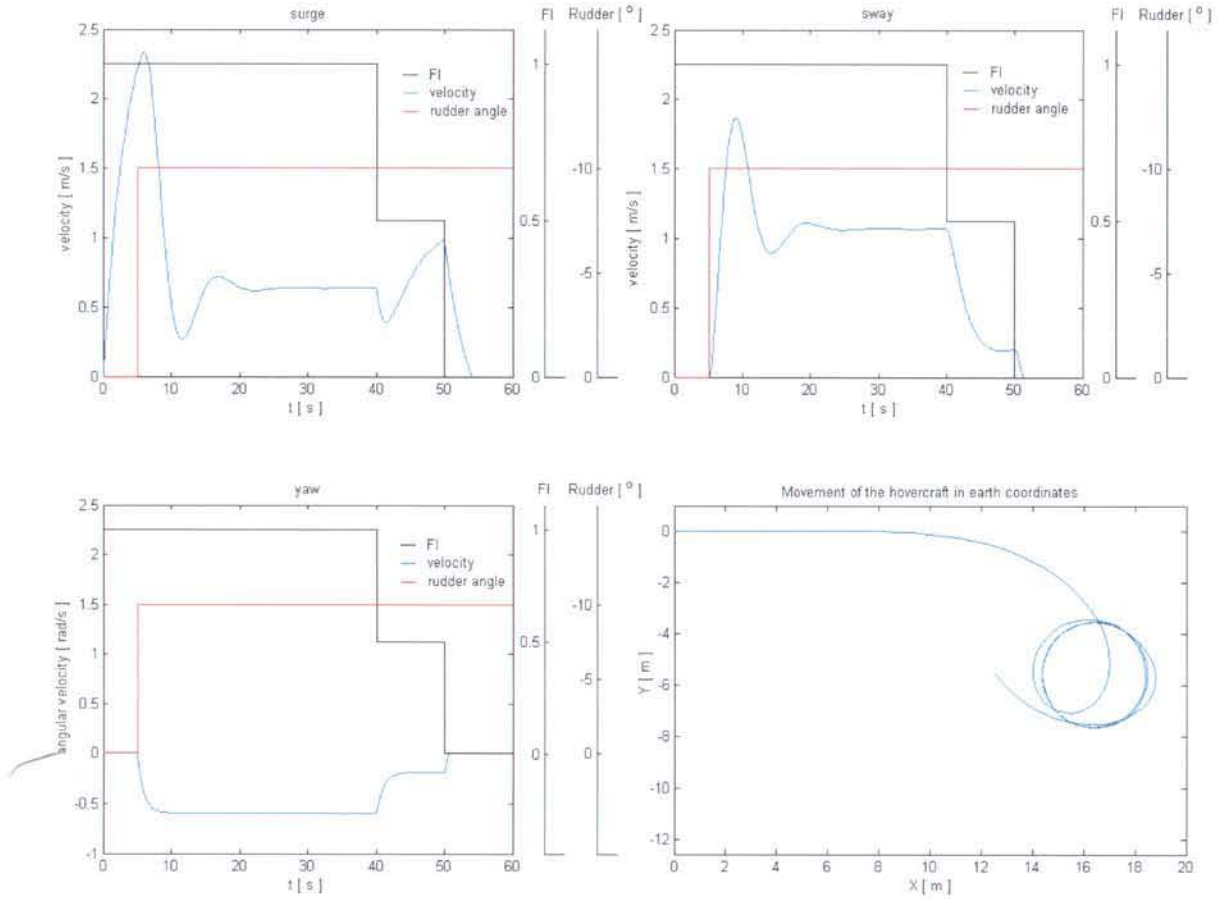 surge
FI Rudder [ ° ]
2.5
2
1.5
1
0.5
0
velocity [ m/s ]
FI
velocity
rudder angle
1
0.5
0
-10
-5
0
0 10 20 30 40 50 60
t [ s ]
sway
FI Rudder [ ° ]
2.5
2
1.5
1
0.5
0
velocity [ m/s ]
FI
velocity
rudder angle
1
0.5
0
-10
-5
0
0 10 20 30 40 50 60
t [ s ]
yaw
FI Rudder [ ° ]
2.5
2
1.5
1
0.5
0
-0.5
-1
angular velocity [ rad/s ]
FI
velocity
rudder angle
1
0.5
0
-10
-5
0
0 10 20 30 40 50 60
t [ s ]
Movement of the hovercraft in earth coordinates
0
-2
-4
-6
-8
-10
-12
Y [ m ]
0 2 4 6 8 10 12 14 16 18 20
X [ m ]